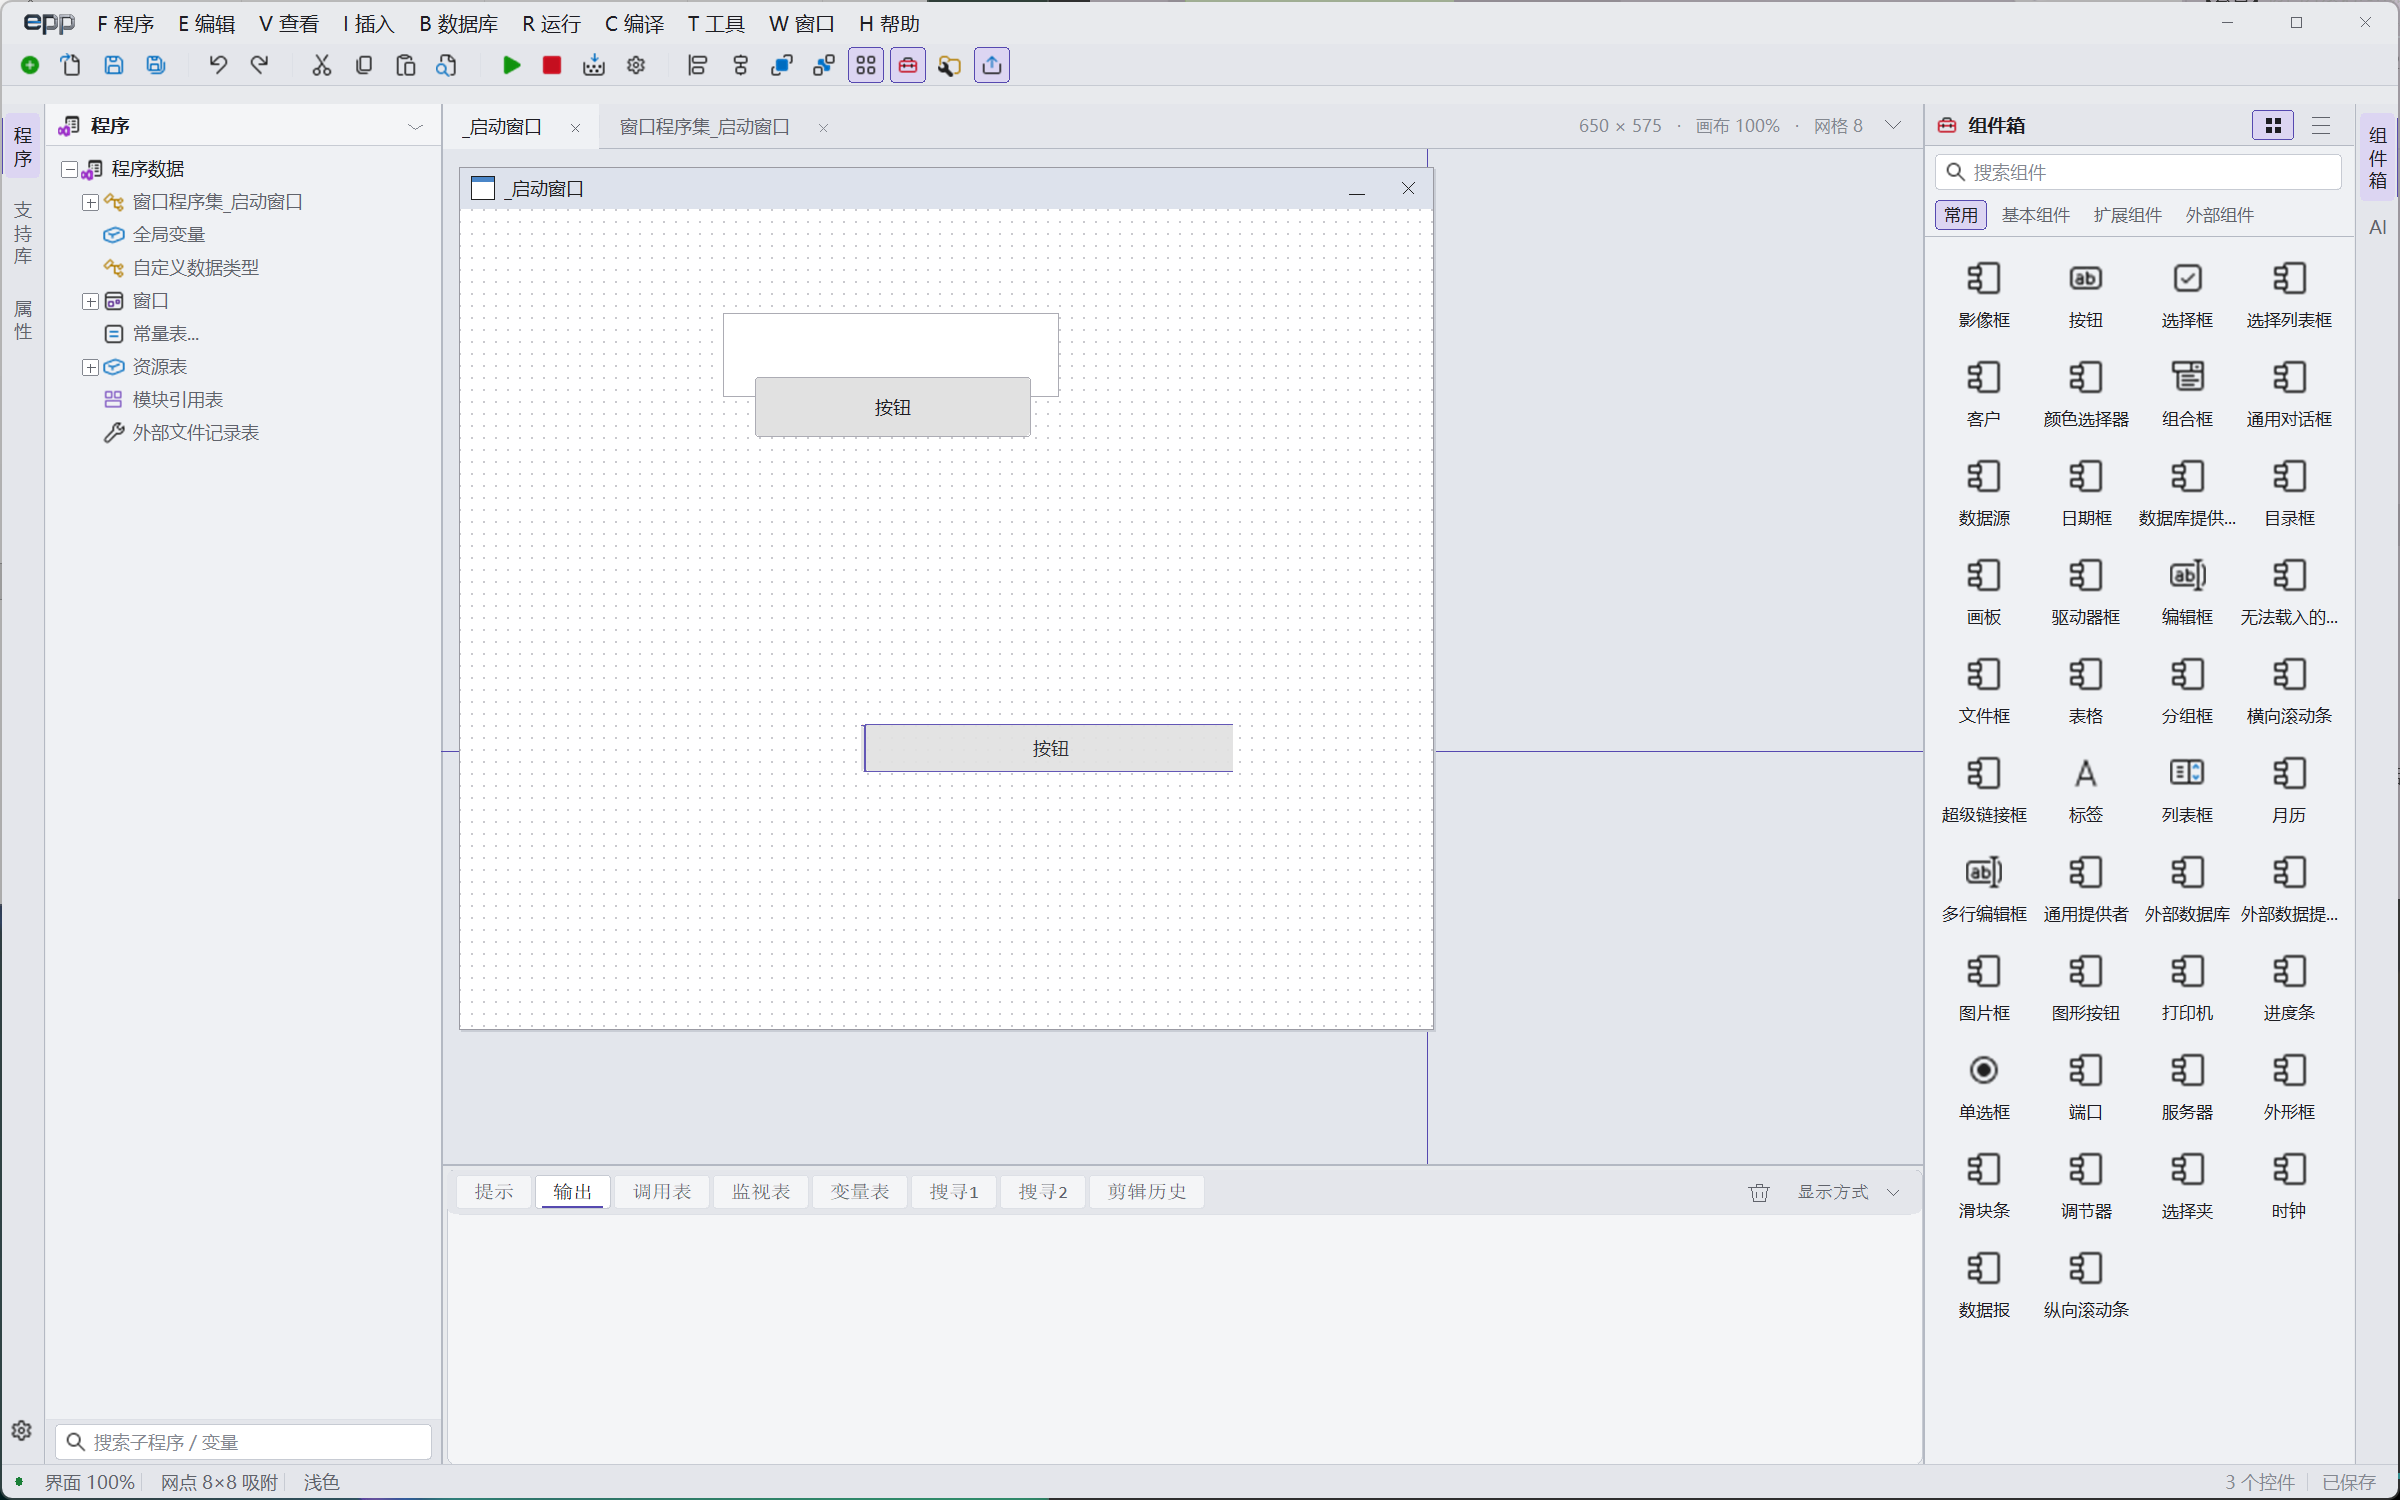 epp F 程序 E 编辑 V 查看 I 插入 B 数据库 R 运行 C 编译 T 工具 W 窗口 H 帮助
程序
支持库
属性
程序
程序数据
窗口程序集_启动窗口
全局变量
自定义数据类型
窗口
常量表...
资源表
模块引用表
外部文件记录表
搜索子程序 / 变量
_启动窗口 窗口程序集_启动窗口 650 × 575 · 画布 100% · 网格 8
_启动窗口
按钮
按钮
提示 输出 调用表 监视表 变量表 搜寻1 搜寻2 剪辑历史 显示方式
组件箱
搜索组件
常用 基本组件 扩展组件 外部组件
影像框 按钮 选择框 选择列表框
客户 颜色选择器 组合框 通用对话框
数据源 日期框 数据库提供... 目录框
画板 驱动器框 编辑框 无法载入的...
文件框 表格 分组框 横向滚动条
超级链接框 标签 列表框 月历
多行编辑框 通用提供者 外部数据库 外部数据提...
图片框 图形按钮 打印机 进度条
单选框 端口 服务器 外形框
滑块条 调节器 选择夹 时钟
数据报 纵向滚动条
组件箱
AI
界面 100% 网点 8×8 吸附 浅色 3 个控件 已保存